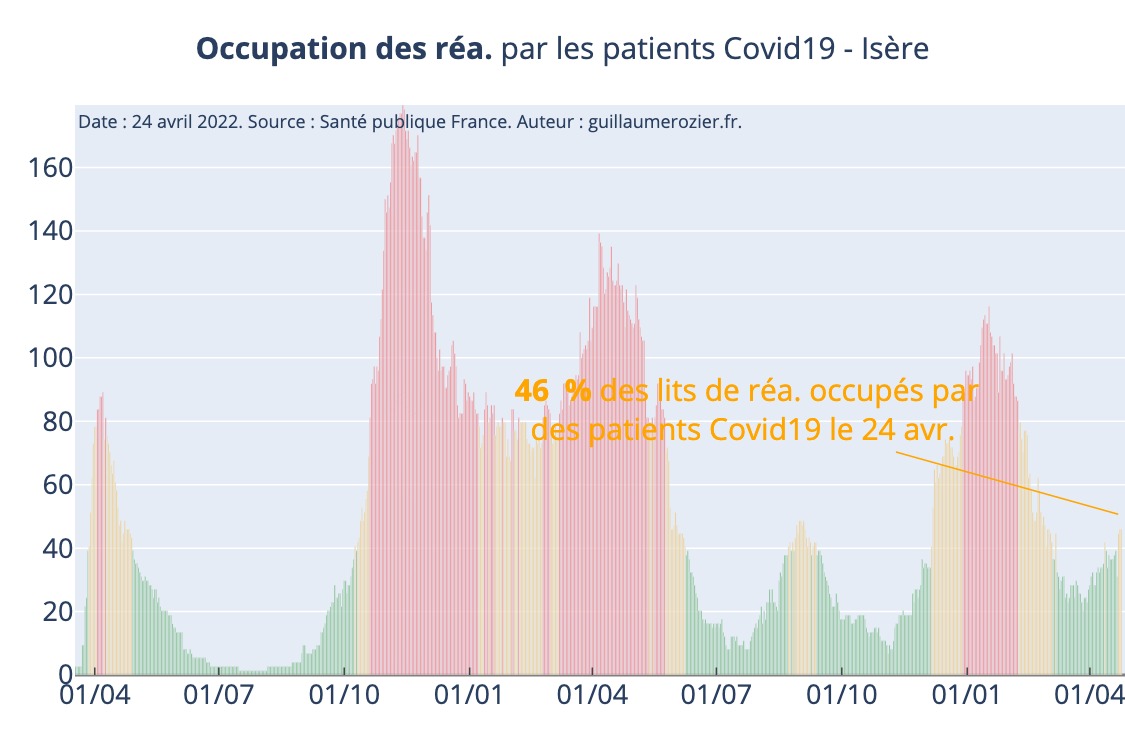 Occupation des réa. par les patients Covid19 - Isère
Date : 24 avril 2022. Source : Santé publique France. Auteur : guillaumerozier.fr.
160
140
120
100
46 % des lits de réa. occupés par
80
des patients Covid19 le 24 avr.
60
40
20
0
01/04 01/07 01/10 01/01 01/04 01/07 01/10 01/01 01/04